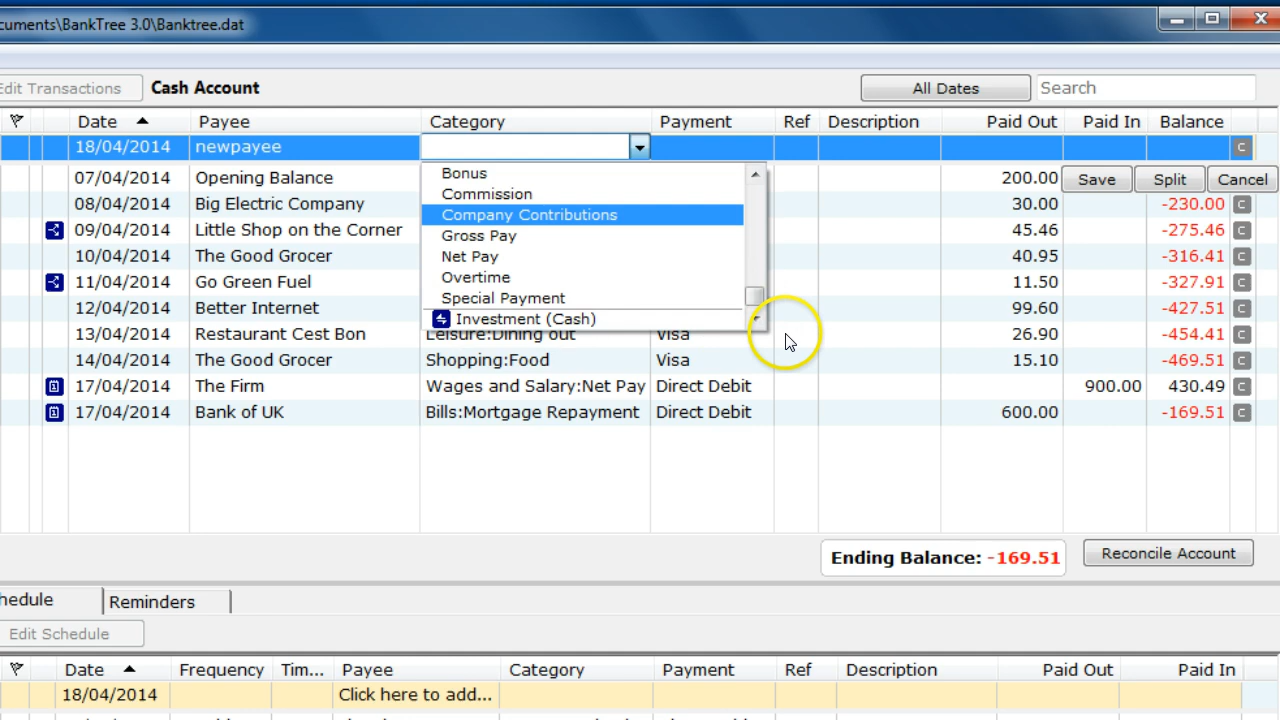 cuments\BankTree 3.0\Banktree.dat
Edit Transactions Cash Account All Dates Search
Date Payee Category Payment Ref Description Paid Out Paid In Balance
18/04/2014 newpayee C
Bonus
Commission
Company Contributions
Gross Pay
Net Pay
Overtime
Special Payment
Investment (Cash)
07/04/2014 Opening Balance 200.00 Save Split Cancel
08/04/2014 Big Electric Company 30.00 -230.00 C
09/04/2014 Little Shop on the Corner 45.46 -275.46 C
10/04/2014 The Good Grocer 40.95 -316.41 C
11/04/2014 Go Green Fuel 11.50 -327.91 C
12/04/2014 Better Internet 99.60 -427.51 C
13/04/2014 Restaurant Cest Bon Leisure:Dining out Visa 26.90 -454.41 C
14/04/2014 The Good Grocer Shopping:Food Visa 15.10 -469.51 C
17/04/2014 The Firm Wages and Salary:Net Pay Direct Debit 900.00 430.49 C
17/04/2014 Bank of UK Bills:Mortgage Repayment Direct Debit 600.00 -169.51 C
Ending Balance: -169.51 Reconcile Account
hedule Reminders
Edit Schedule
Date Frequency Tim... Payee Category Payment Ref Description Paid Out Paid In
18/04/2014 Click here to add...